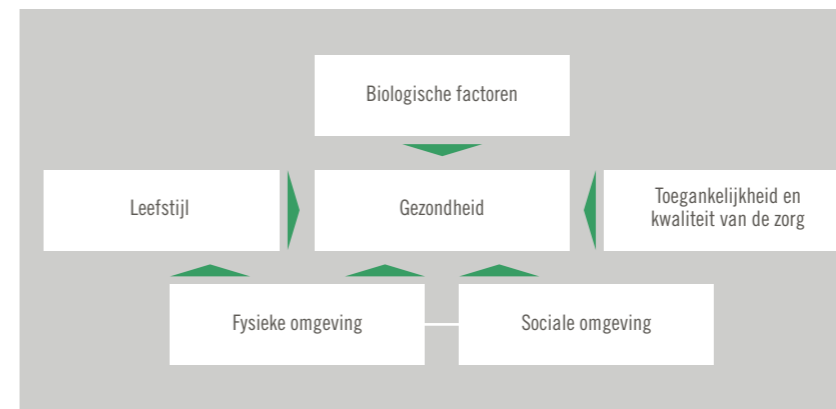 Biologische factoren
Leefstijl
Gezondheid
Toegankelijkheid en
kwaliteit van de zorg
Fysieke omgeving
Sociale omgeving